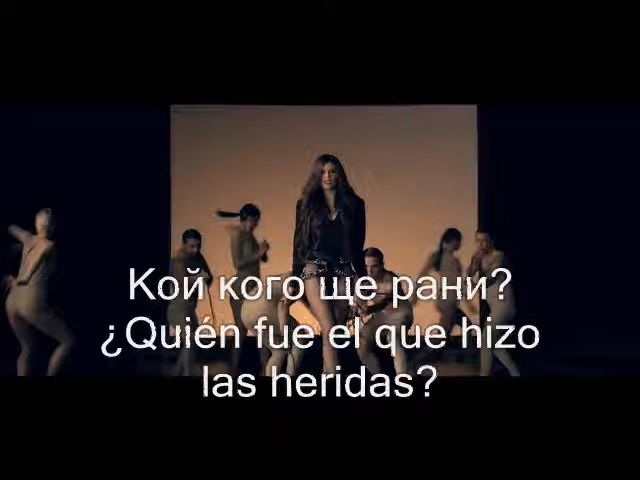 Кой кого ще рани?
¿Quién fue el que hizo
las heridas?